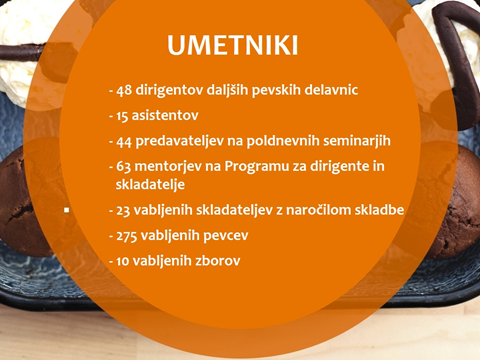 UMETNIKI
- 48 dirigentov daljših pevskih delavnic
- 15 asistentov
- 44 predavateljev na poldnevnih seminarjih
- 63 mentorjev na Programu za dirigente in
skladatelje
- 23 vabljenih skladateljev z naročilom skladbe
- 275 vabljenih pevcev
- 10 vabljenih zborov